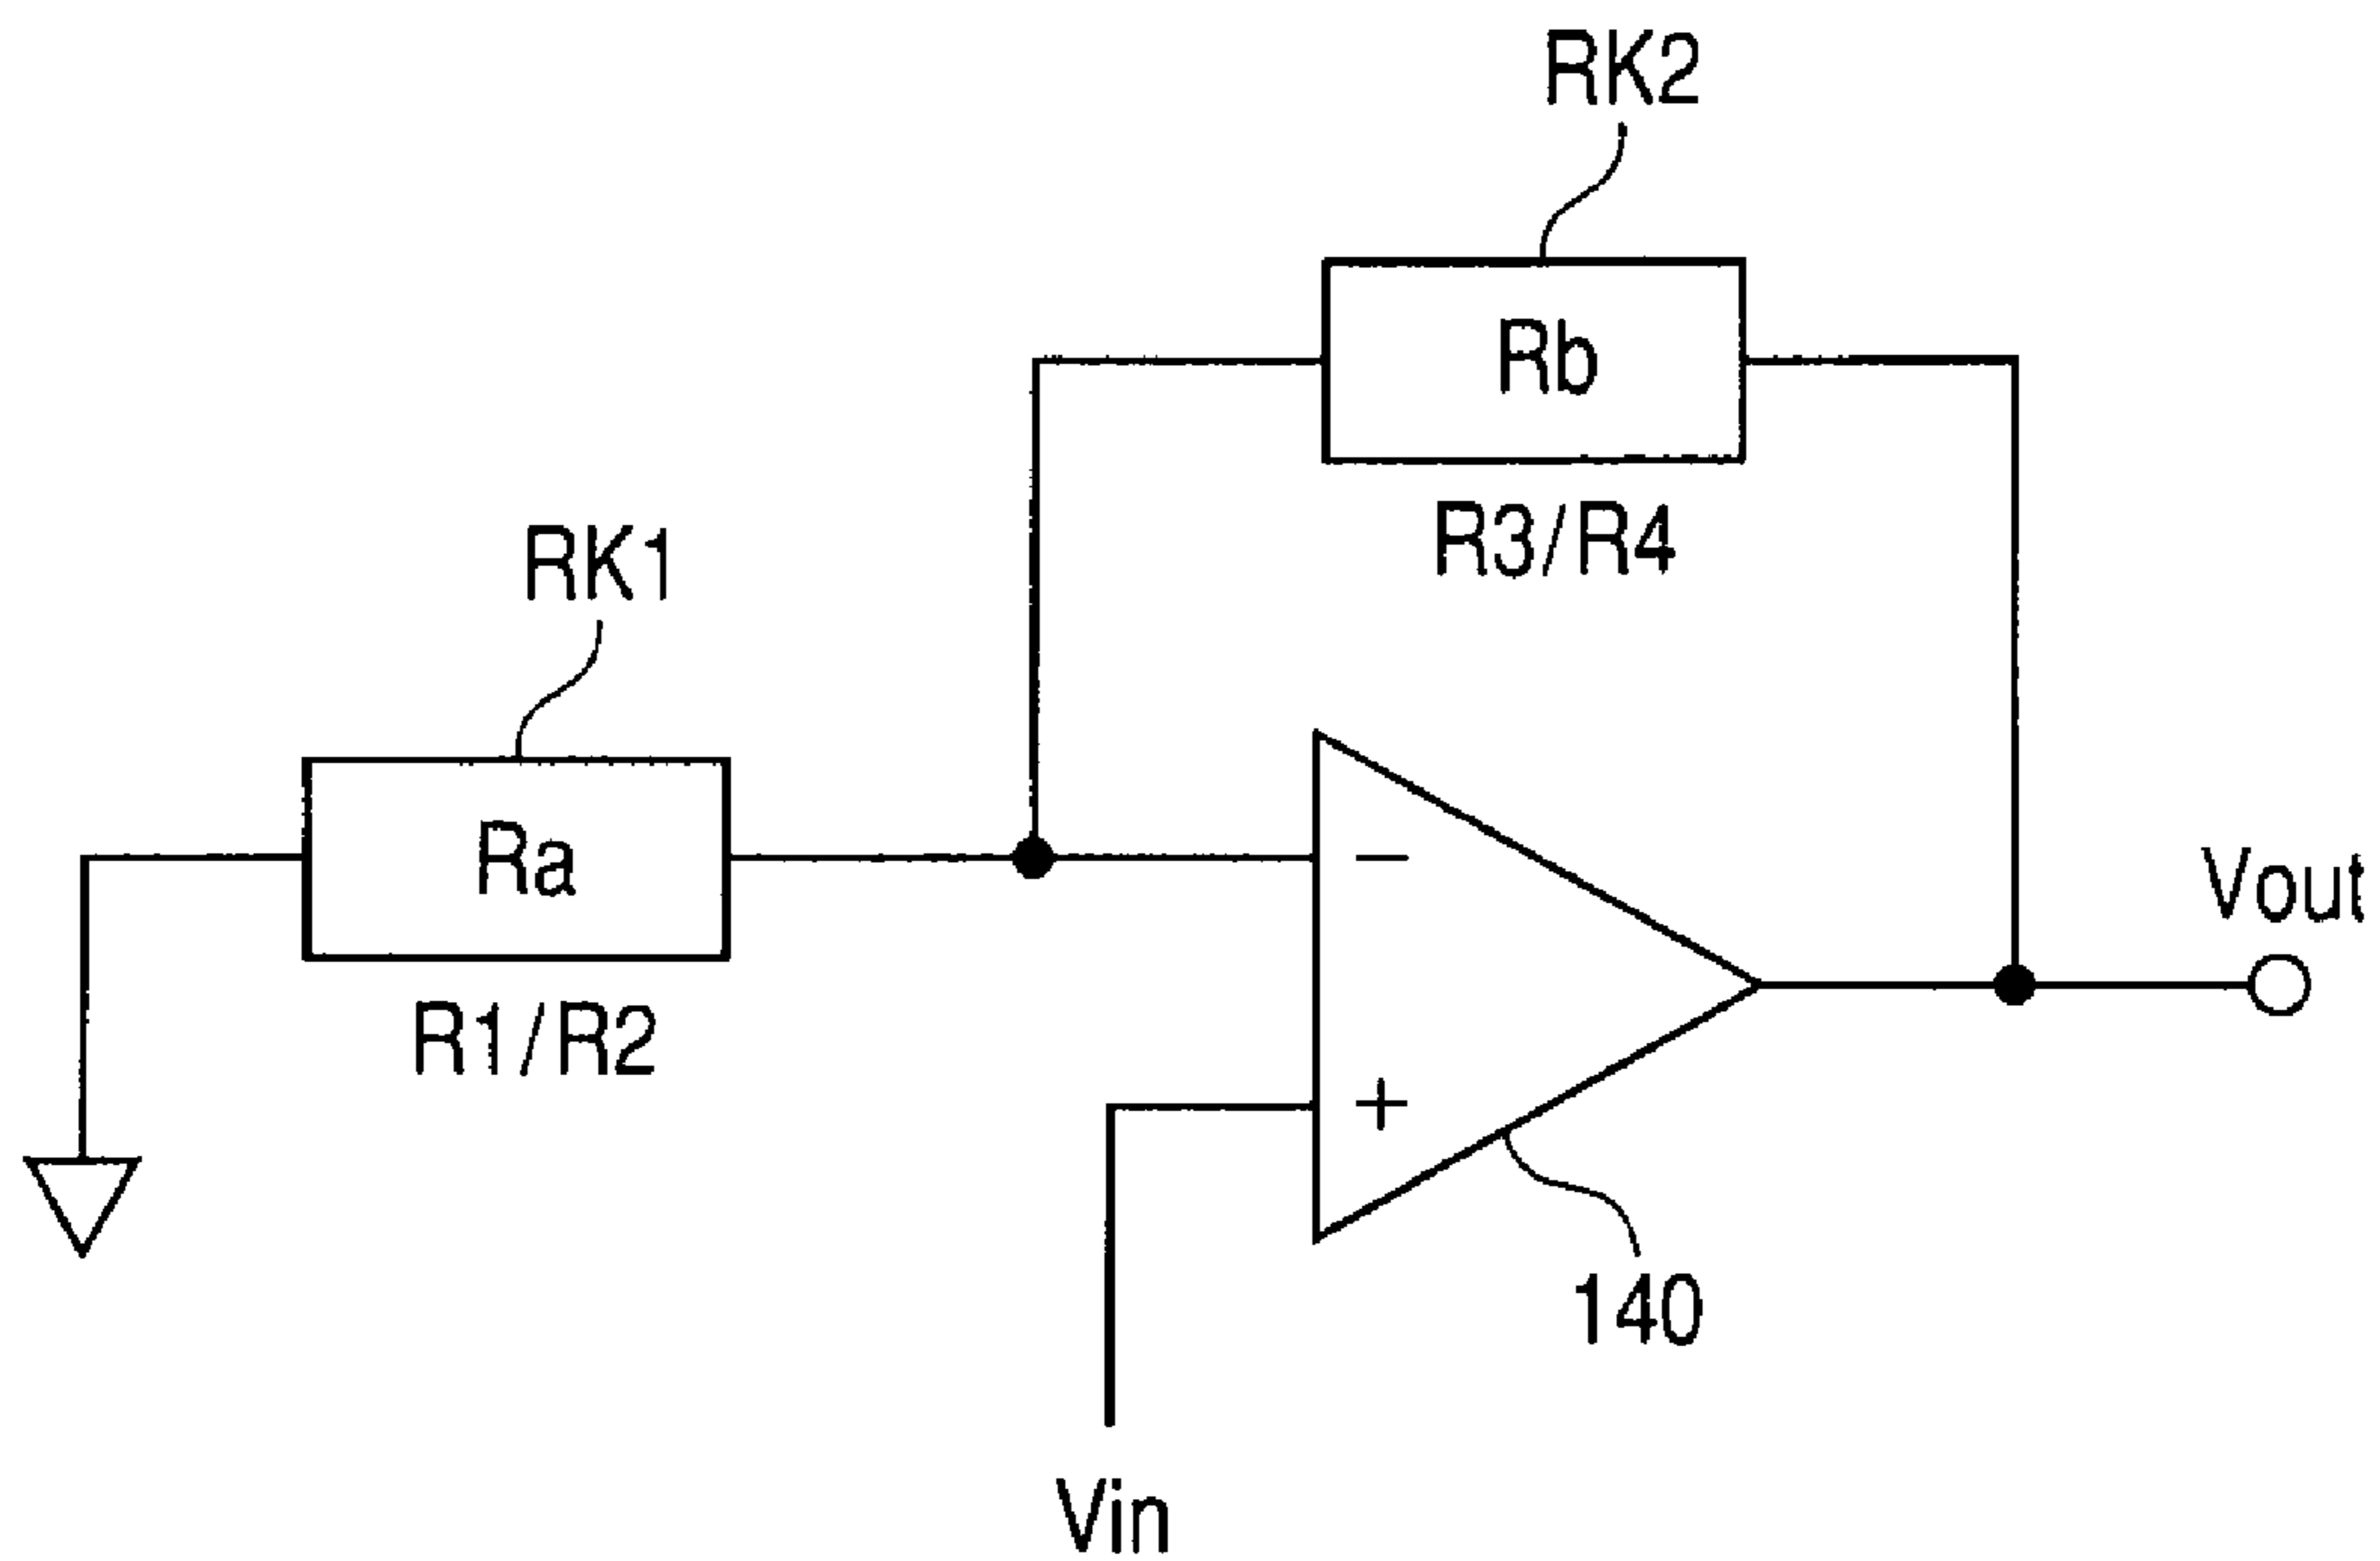 RK2
Rb
R3/R4
RK1
Ra
R1/R2
−
+
Vout
140
Vin